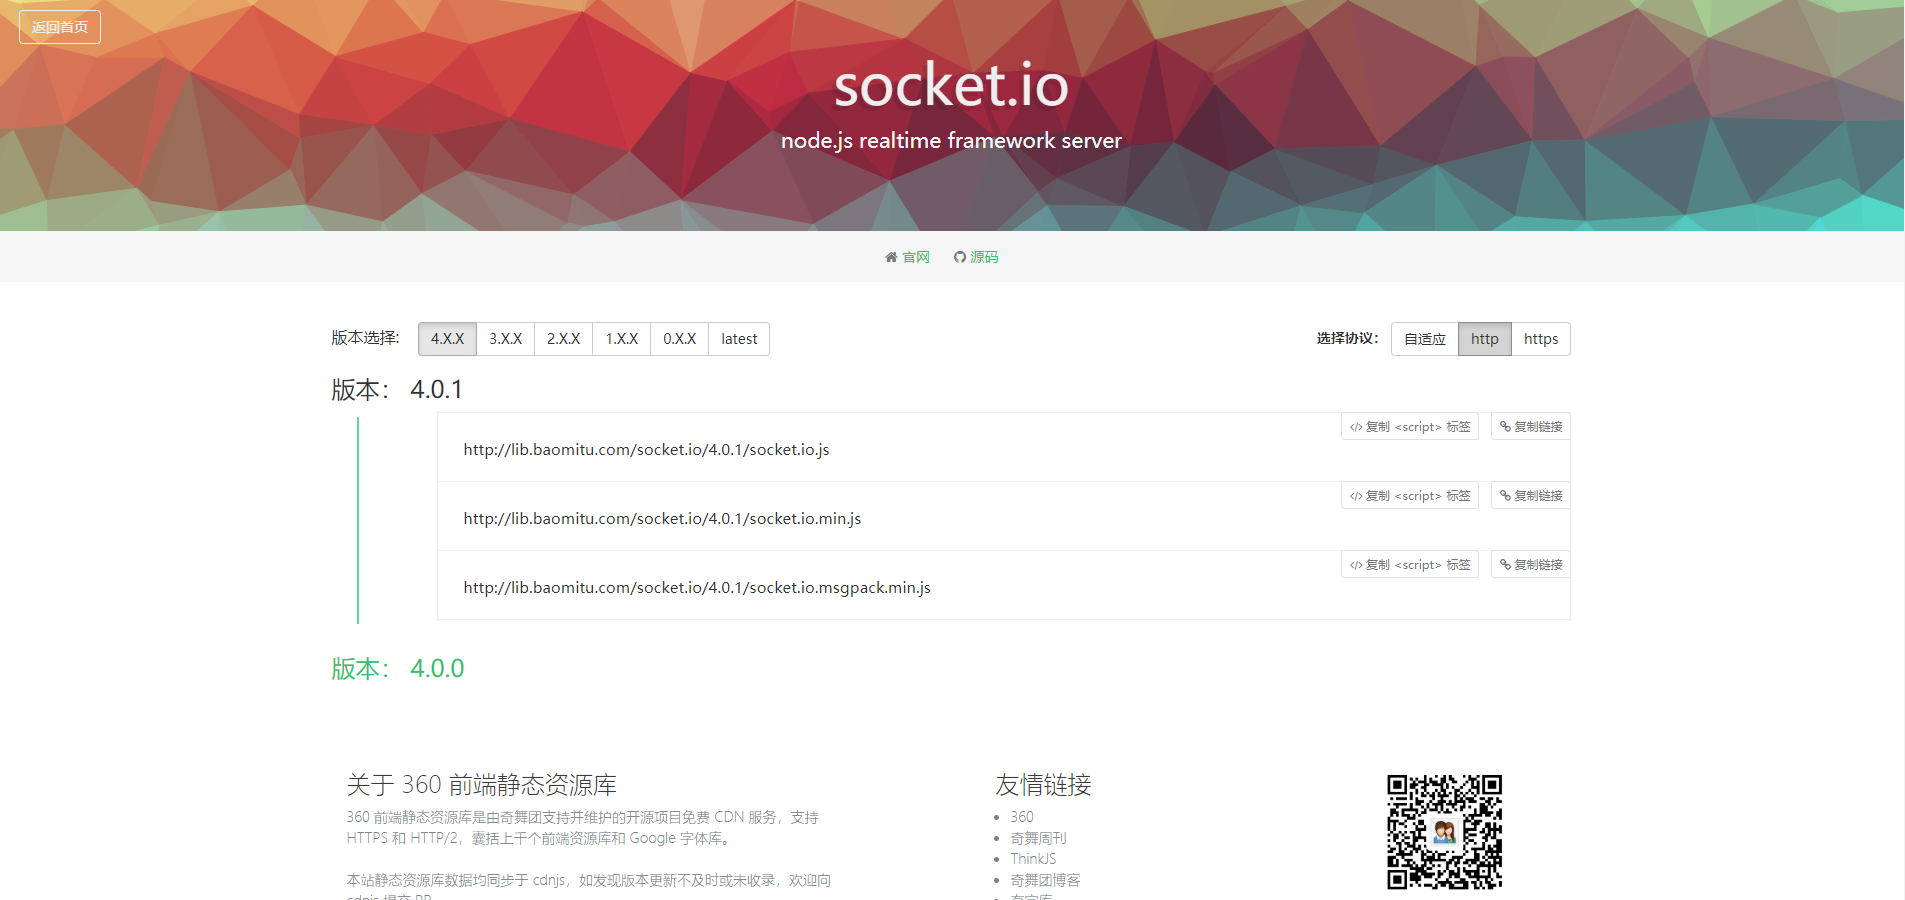 返回首页
socket.io
node.js realtime framework server
官网 源码
版本选择: 4.X.X 3.X.X 2.X.X 1.X.X 0.X.X latest 选择协议： 自适应 http https
版本： 4.0.1
</> 复制 <script> 标签 复制链接
http://lib.baomitu.com/socket.io/4.0.1/socket.io.js
</> 复制 <script> 标签 复制链接
http://lib.baomitu.com/socket.io/4.0.1/socket.io.min.js
</> 复制 <script> 标签 复制链接
http://lib.baomitu.com/socket.io/4.0.1/socket.io.msgpack.min.js
版本： 4.0.0
关于 360 前端静态资源库
360 前端静态资源库是由奇舞团支持并维护的开源项目免费 CDN 服务，支持
HTTPS 和 HTTP/2，囊括上千个前端资源库和 Google 字体库。
本站静态资源库数据均同步于 cdnjs，如发现版本更新不及时或未收录，欢迎向
友情链接
360
奇舞周刊
ThinkJS
奇舞团博客